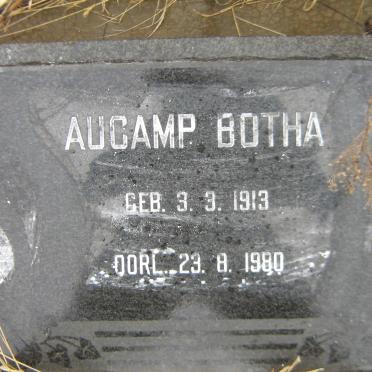 AUCAMP BOTHA
GEB. 3. 3. 1913
OORL. 23. 8. 1980